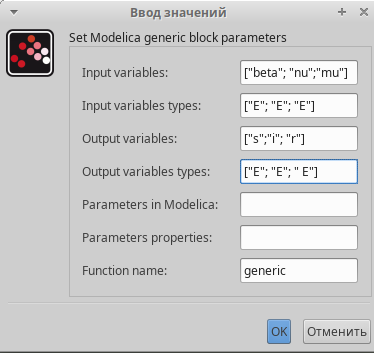 Ввод значений
Set Modelica generic block parameters
Input variables: ["beta"; "nu";"mu"]
Input variables types: ["E"; "E"; "E"]
Output variables: ["s";"i"; "r"]
Output variables types: ["E"; "E"; " E"]
Parameters in Modelica:
Parameters properties:
Function name: generic
OK Отменить